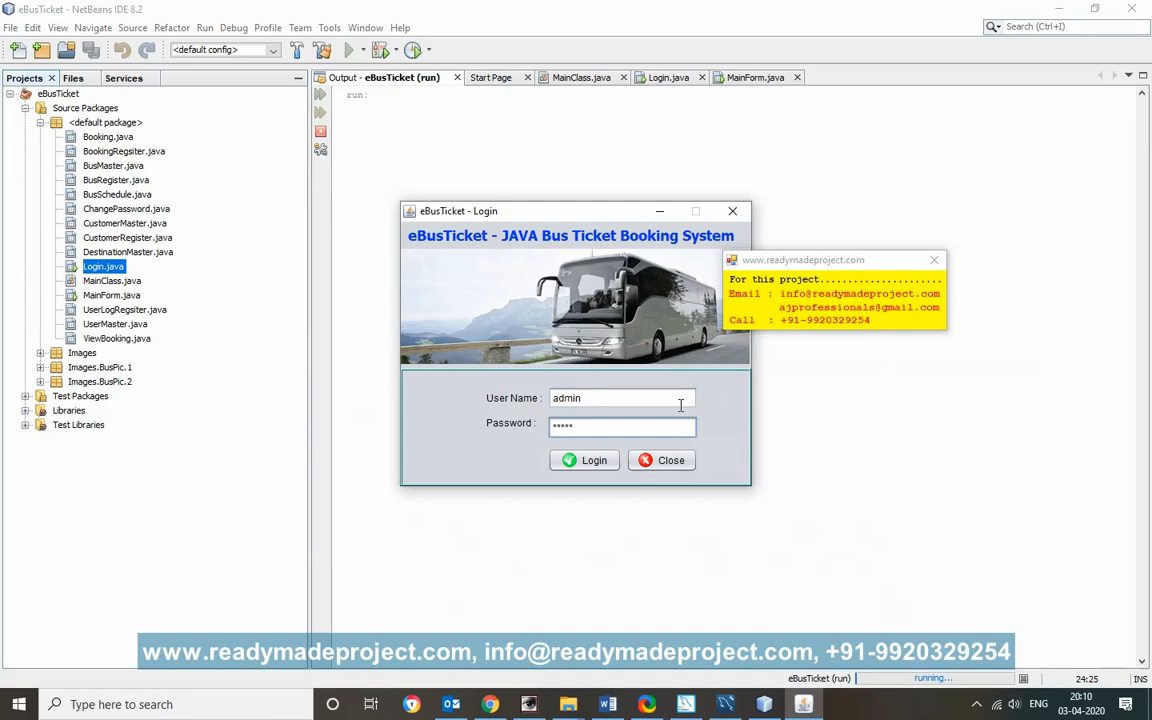 eBusTicket - NetBeans IDE 8.2
File Edit View Navigate Source Refactor Run Debug Profile Team Tools Window Help
Search (Ctrl+I)
<default config>
Projects Files Services
Output - eBusTicket (run) Start Page MainClass.java Login.java MainForm.java
eBusTicket
Source Packages
<default package>
Booking.java
BookingRegsiter.java
BusMaster.java
BusRegister.java
BusSchedule.java
ChangePassword.java
CustomerMaster.java
CustomerRegister.java
DestinationMaster.java
Login.java
MainClass.java
MainForm.java
UserLogRegsiter.java
UserMaster.java
ViewBooking.java
Images
Images.BusPic.1
Images.BusPic.2
Test Packages
Libraries
Test Libraries
run:
eBusTicket - Login
eBusTicket - JAVA Bus Ticket Booking System
User Name : admin
Password : *****
Login Close
www.readymadeproject.com
For this project......................
Email : info@readymadeproject.com
ajprofessionals@gmail.com
Call : +91-9920329254
www.readymadeproject.com, info@readymadeproject.com, +91-9920329254
eBusTicket (run) running... 24:25 INS
Type here to search
ENG
20:10
03-04-2020